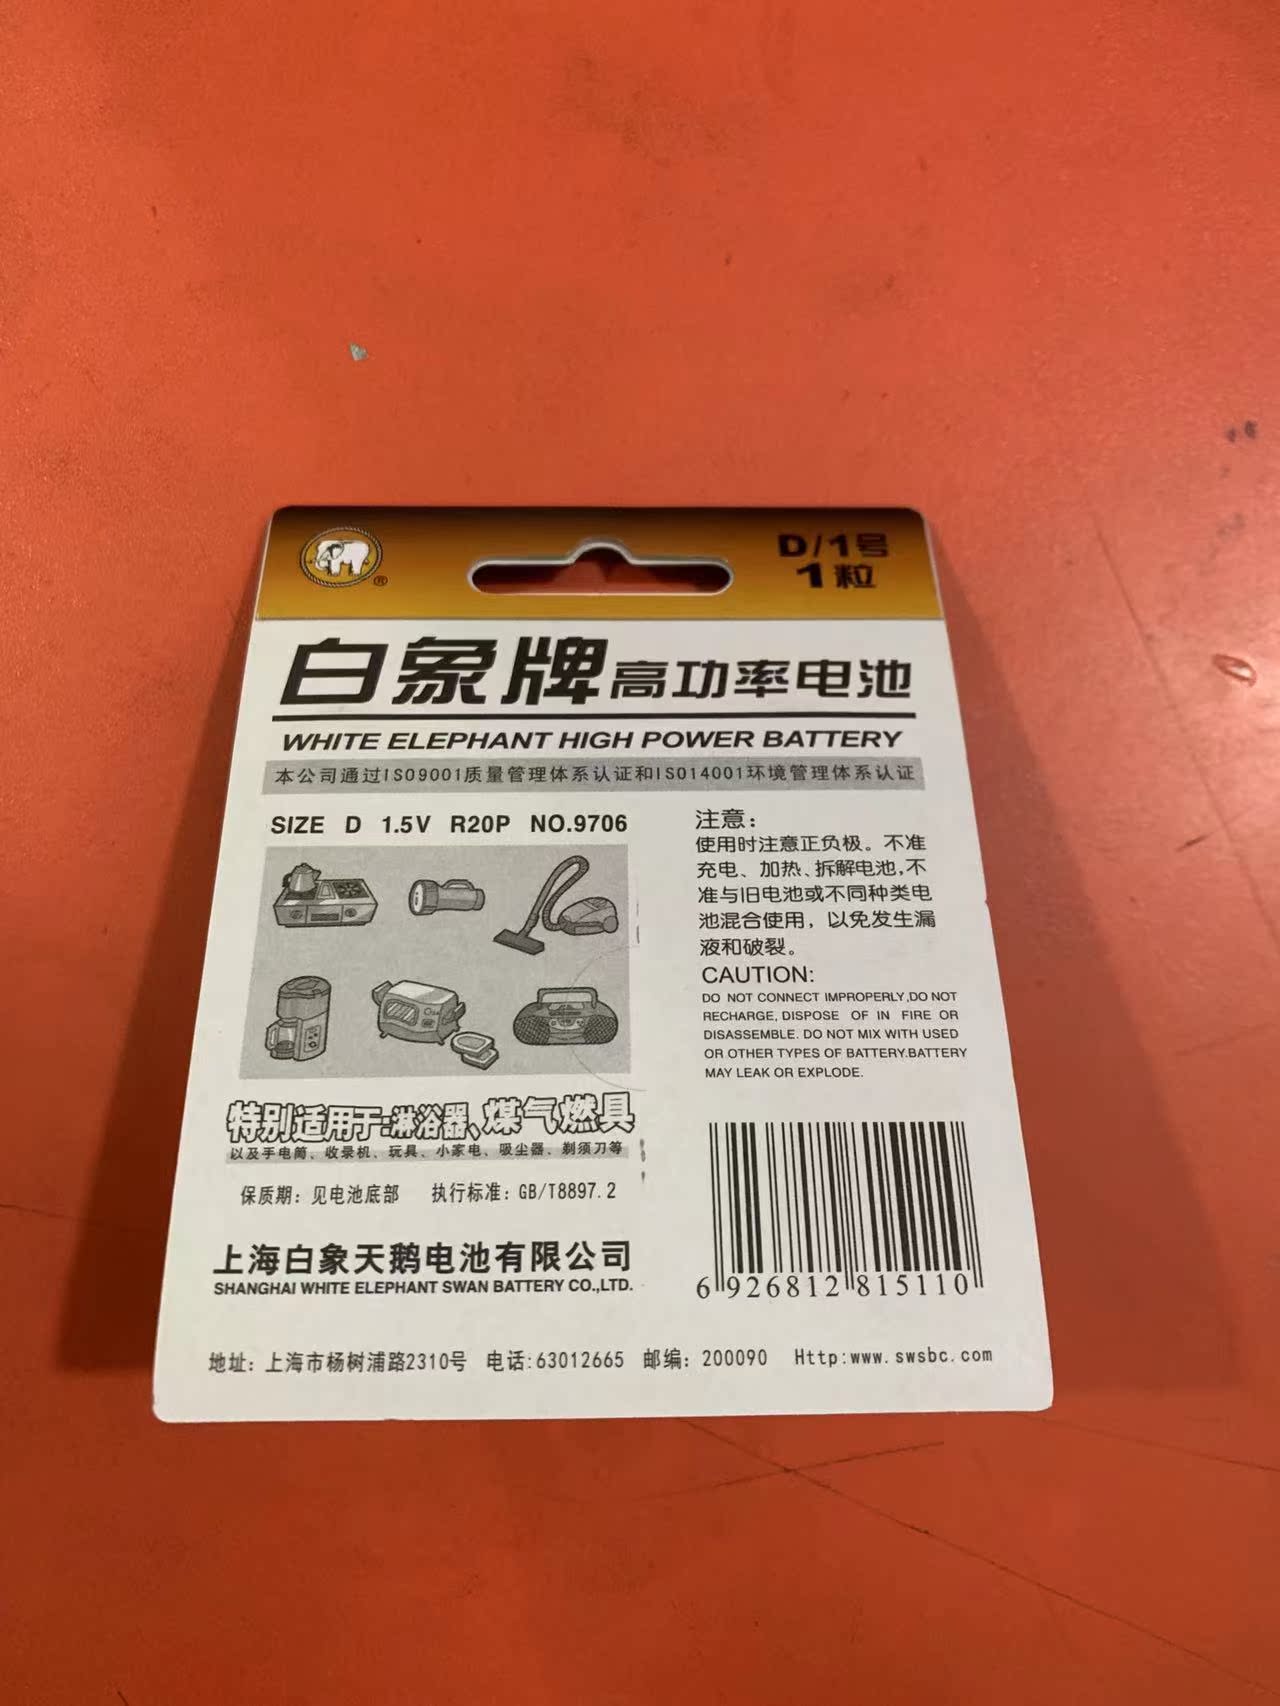 ®
D/1号
1粒
白象牌高功率电池
WHITE ELEPHANT HIGH POWER BATTERY
本公司通过ISO9001质量管理体系认证和ISO14001环境管理体系认证
SIZE D 1.5V R20P NO.9706
特别适用于:淋浴器、煤气燃具
以及手电筒、收录机、玩具、小家电、吸尘器、剃须刀等
保质期：见电池底部 执行标准：GB/T8897.2
上海白象天鹅电池有限公司
SHANGHAI WHITE ELEPHANT SWAN BATTERY CO.,LTD.
注意：
使用时注意正负极。不准
充电、加热、拆解电池,不
准与旧电池或不同种类电
池混合使用，以免发生漏
液和破裂。
CAUTION:
DO NOT CONNECT IMPROPERLY,DO NOT
RECHARGE, DISPOSE OF IN FIRE OR
DISASSEMBLE. DO NOT MIX WITH USED
OR OTHER TYPES OF BATTERY.BATTERY
MAY LEAK OR EXPLODE.
6 926812 815110
地址：上海市杨树浦路2310号 电话:63012665 邮编：200090 Http:www.swsbc.com